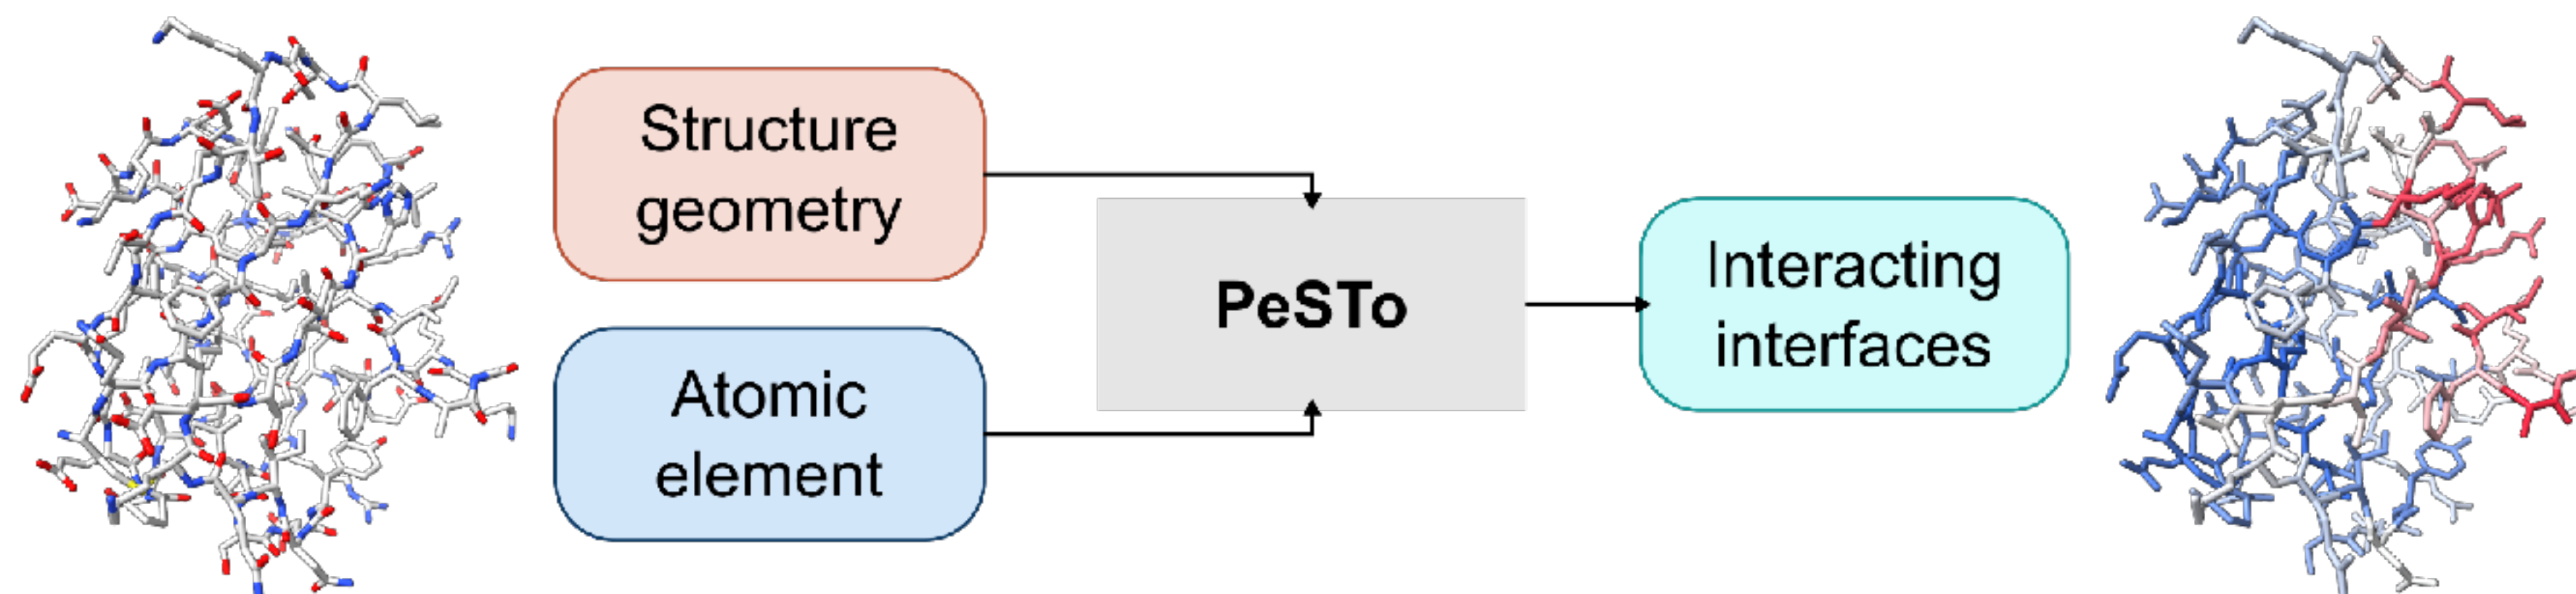 Structure
geometry
Atomic
element
PeSTo
Interacting
interfaces